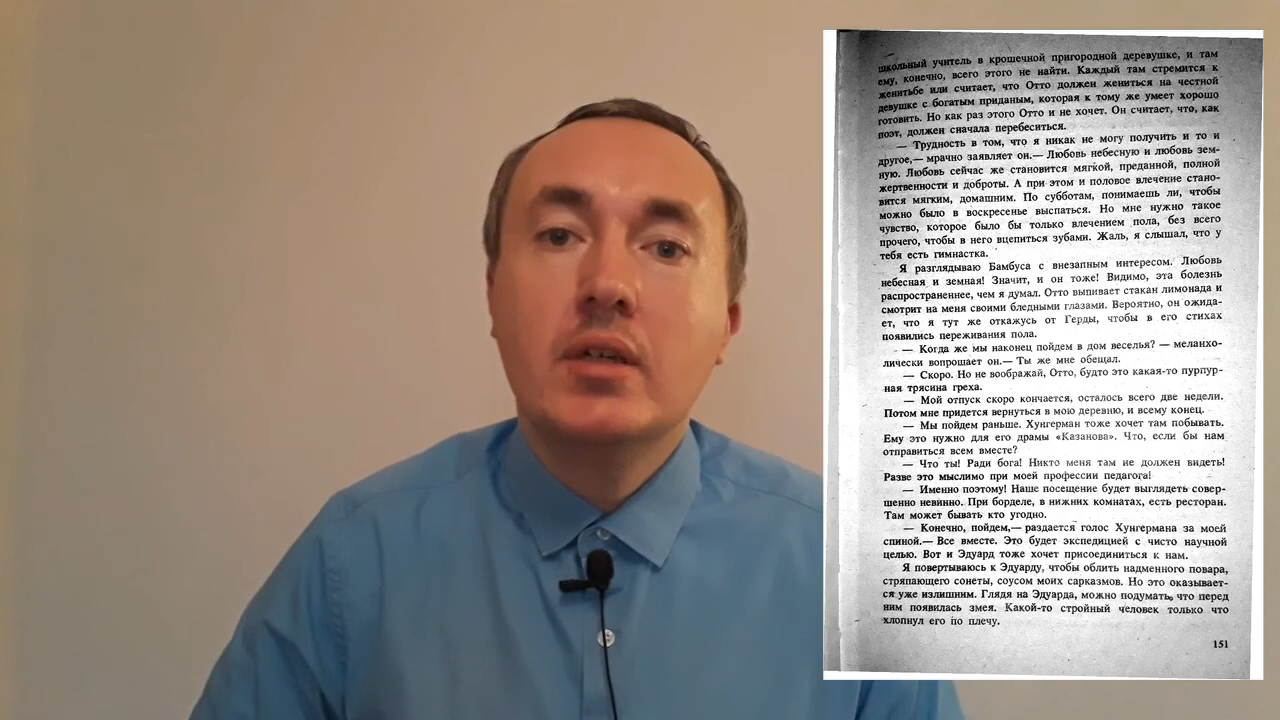 школьный учитель в крошечной пригородной деревушке, и там
ему, конечно, всего этого не найти. Каждый там стремится к
женитьбе или считает, что Отто должен жениться на честной
девушке с богатым приданым, которая к тому же умеет хорошо
готовить. Но как раз этого Отто и не хочет. Он считает, что, как
поэт, должен сначала перебеситься.
— Трудность в том, что я никак не могу получить и то и
другое,— мрачно заявляет он.— Любовь небесную и любовь зем-
ную. Любовь сейчас же становится мягкой, преданной, полной
жертвенности и доброты. А при этом и половое влечение стано-
вится мягким, домашним. По субботам, понимаешь ли, чтобы
можно было в воскресенье выспаться. Но мне нужно такое
чувство, которое было бы только влечением пола, без всего
прочего, чтобы в него вцепиться зубами. Жаль, я слышал, что у
тебя есть гимнастка.
Я разглядываю Бамбуса с внезапным интересом. Любовь
небесная и земная! Значит, и он тоже! Видимо, эта болезнь
распространеннее, чем я думал. Отто выпивает стакан лимонада и
смотрит на меня своими бледными глазами. Вероятно, он ожида-
ет, что я тут же откажусь от Герды, чтобы в его стихах
появились переживания пола.
— Когда же мы наконец пойдем в дом веселья? — меланхо-
лически вопрошает он.— Ты же мне обещал.
— Скоро. Но не воображай, Отто, будто это какая-то пурпур-
ная трясина греха.
— Мой отпуск скоро кончается, осталось всего две недели.
Потом мне придется вернуться в мою деревню, и всему конец.
— Мы пойдем раньше. Хунгерман тоже хочет там побывать.
Ему это нужно для его драмы «Казанова». Что, если бы нам
отправиться всем вместе?
— Что ты! Ради бога! Никто меня там не должен видеть!
Разве это мыслимо при моей профессии педагога!
— Именно поэтому! Наше посещение будет выглядеть совер-
шенно невинно. При борделе, в нижних комнатах, есть ресторан.
Там может бывать кто угодно.
— Конечно, пойдем,— раздается голос Хунгермана за моей
спиной.— Все вместе. Это будет экспедицией с чисто научной
целью. Вот и Эдуард тоже хочет присоединиться к нам.
Я повертываюсь к Эдуарду, чтобы облить надменного повара,
стряпающего сонеты, соусом моих сарказмов. Но это оказывает-
ся уже излишним. Глядя на Эдуарда, можно подумать, что перед
ним появилась змея. Какой-то стройный человек только что
хлопнул его по плечу.
151